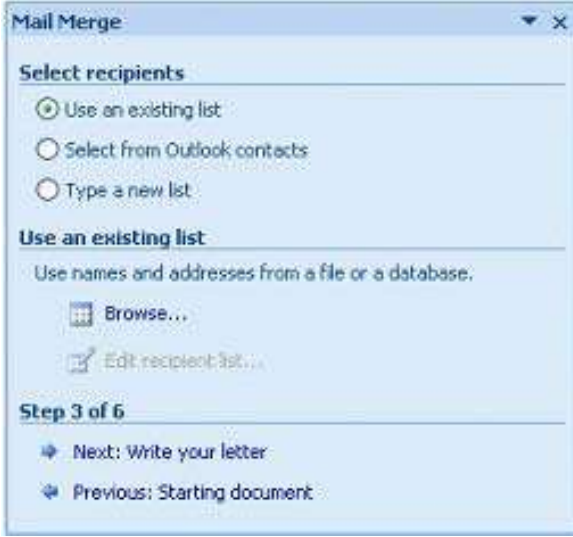 Mail Merge
Select recipients
Use an existing list
Select from Outlook contacts
Type a new list
Use an existing list
Use names and addresses from a file or a database.
Browse...
Edit recipient list...
Step 3 of 6
Next: Write your letter
Previous: Starting document